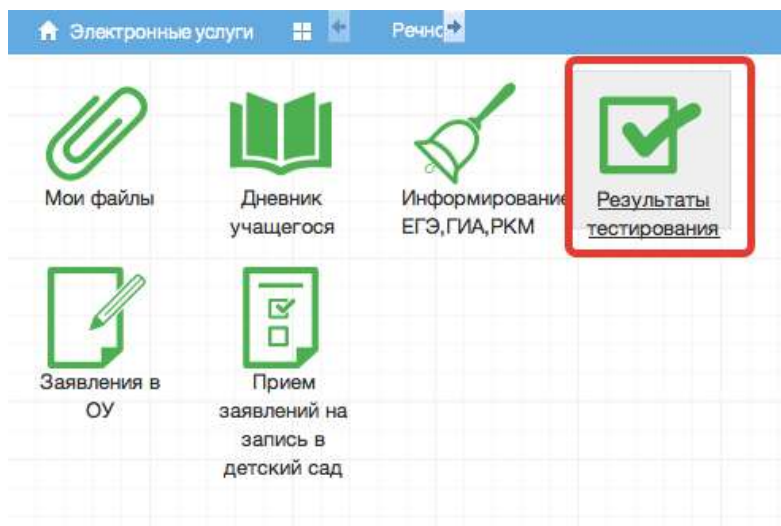 Электронные услуги
Речно
Мои файлы
Дневник
учащегося
Информирование
ЕГЭ,ГИА,РКМ
Результаты
тестирования
Заявления в
ОУ
Прием
заявлений на
запись в
детский сад